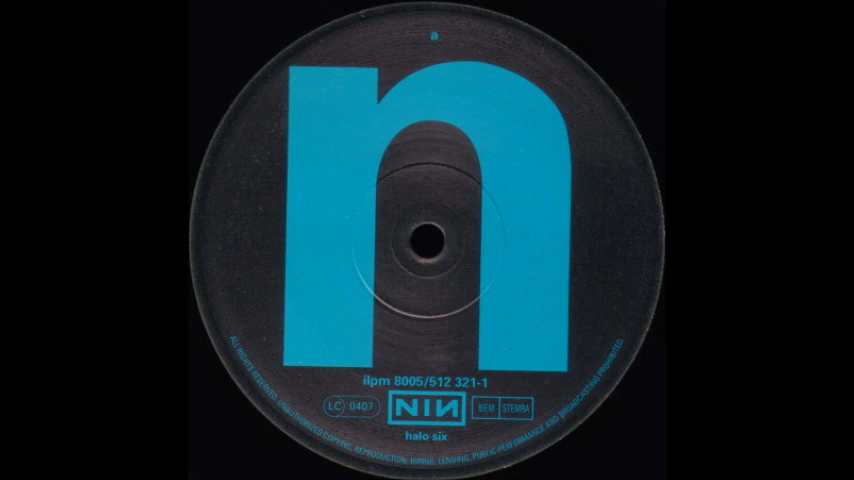 a
n
ilpm 8005/512 321-1
LC 0407 NIN BIEM STEMRA
halo six
ALL RIGHTS RESERVED. UNAUTHORIZED COPYING, REPRODUCTION, HIRING, LENDING, PUBLIC PERFORMANCE AND BROADCASTING PROHIBITED.